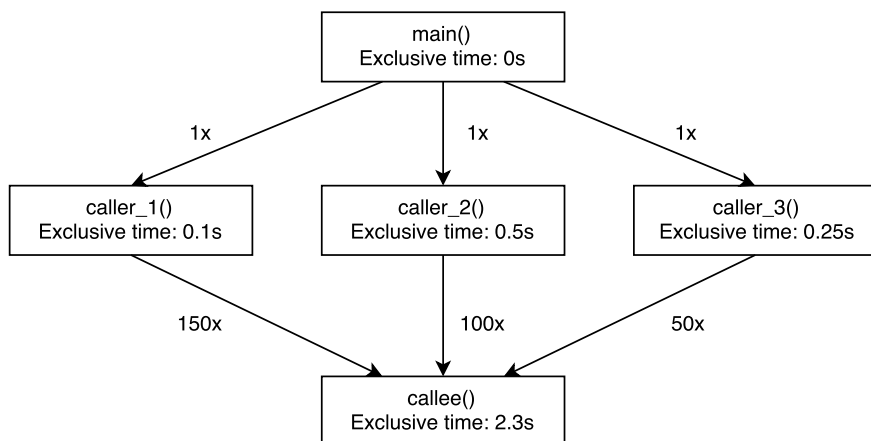 main()
Exclusive time: 0s
1x
1x
1x
caller_1()
Exclusive time: 0.1s
caller_2()
Exclusive time: 0.5s
caller_3()
Exclusive time: 0.25s
150x
100x
50x
callee()
Exclusive time: 2.3s